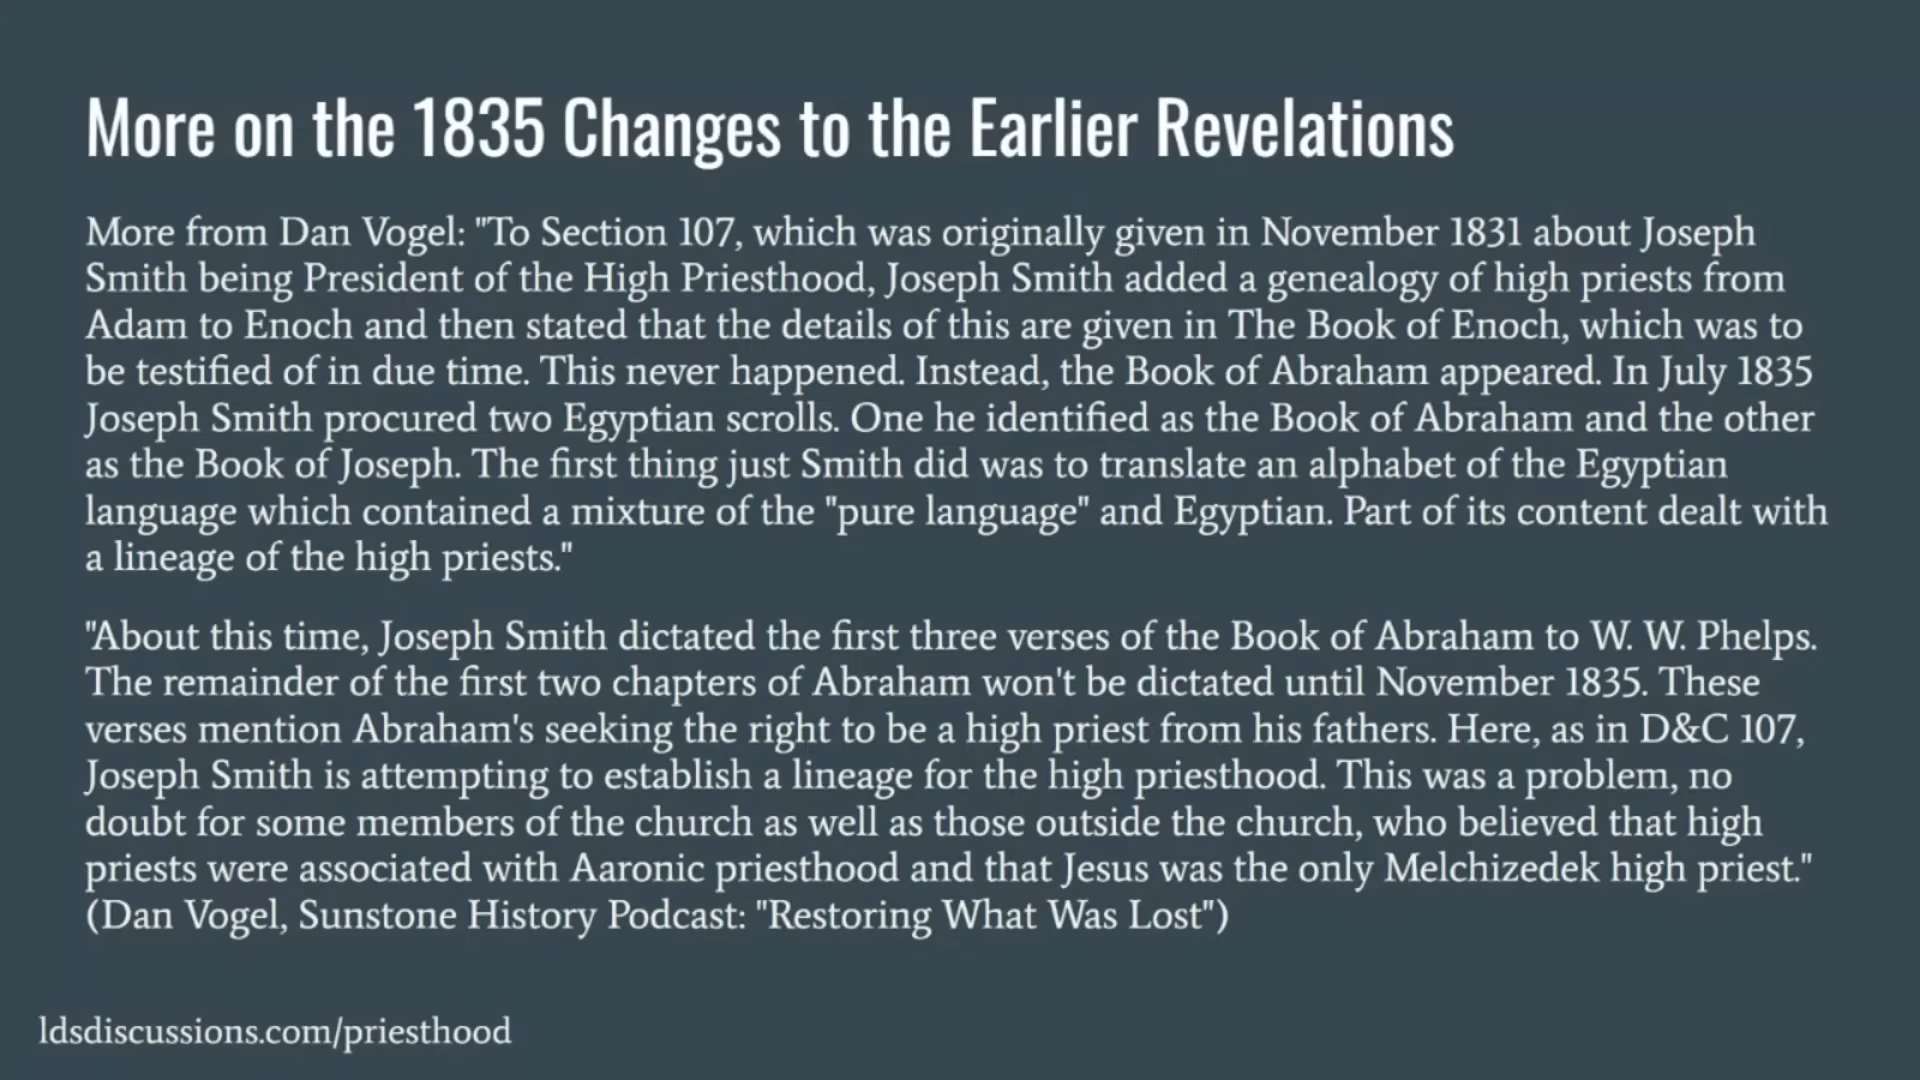 More on the 1835 Changes to the Earlier Revelations
More from Dan Vogel: "To Section 107, which was originally given in November 1831 about Joseph
Smith being President of the High Priesthood, Joseph Smith added a genealogy of high priests from
Adam to Enoch and then stated that the details of this are given in The Book of Enoch, which was to
be testified of in due time. This never happened. Instead, the Book of Abraham appeared. In July 1835
Joseph Smith procured two Egyptian scrolls. One he identified as the Book of Abraham and the other
as the Book of Joseph. The first thing just Smith did was to translate an alphabet of the Egyptian
language which contained a mixture of the "pure language" and Egyptian. Part of its content dealt with
a lineage of the high priests."
"About this time, Joseph Smith dictated the first three verses of the Book of Abraham to W. W. Phelps.
The remainder of the first two chapters of Abraham won't be dictated until November 1835. These
verses mention Abraham's seeking the right to be a high priest from his fathers. Here, as in D&C 107,
Joseph Smith is attempting to establish a lineage for the high priesthood. This was a problem, no
doubt for some members of the church as well as those outside the church, who believed that high
priests were associated with Aaronic priesthood and that Jesus was the only Melchizedek high priest."
(Dan Vogel, Sunstone History Podcast: "Restoring What Was Lost")
ldsdiscussions.com/priesthood